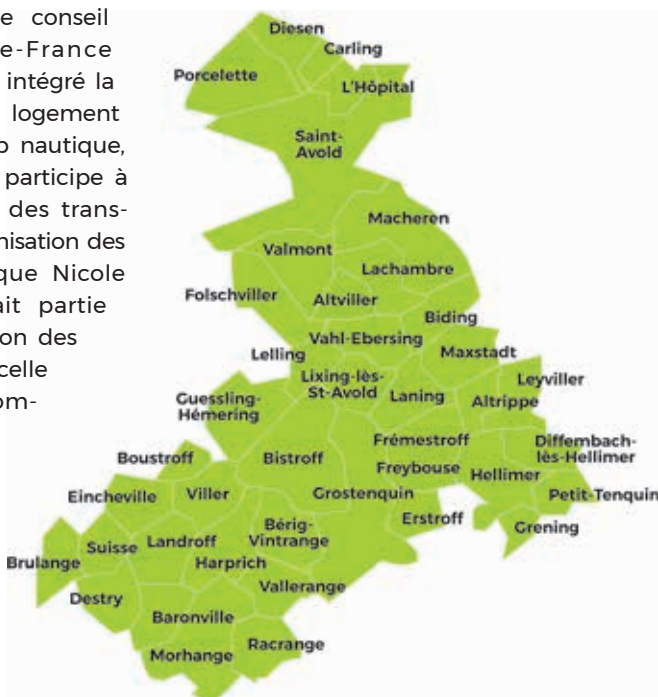 e conseil
e-France
intégré la
logement
nautique,
participe à
des trans-
nisation des
que Nicole
ait partie
on des
celle
om-
Diesen
Carling
Porcelette
L'Hôpital
Saint-
Avold
Macheren
Valmont
Lachambre
Folschviller
Altviller
Biding
Vahl-Ebersing
Lelling
Maxstadt
Lixing-lès-
St-Avold
Laning
Leyviller
Altrippe
Guessling-
Hémering
Frémestroff
Diffembach-
lès-Hellimer
Boustroff
Bistroff
Freybouse
Hellimer
Eincheville
Viller
Grostenquin
Petit-Tenquin
Erstroff
Grening
Bérig-
Vintrange
Suisse
Landroff
Brulange
Harprich
Vallerange
Destry
Baronville
Racrange
Morhange